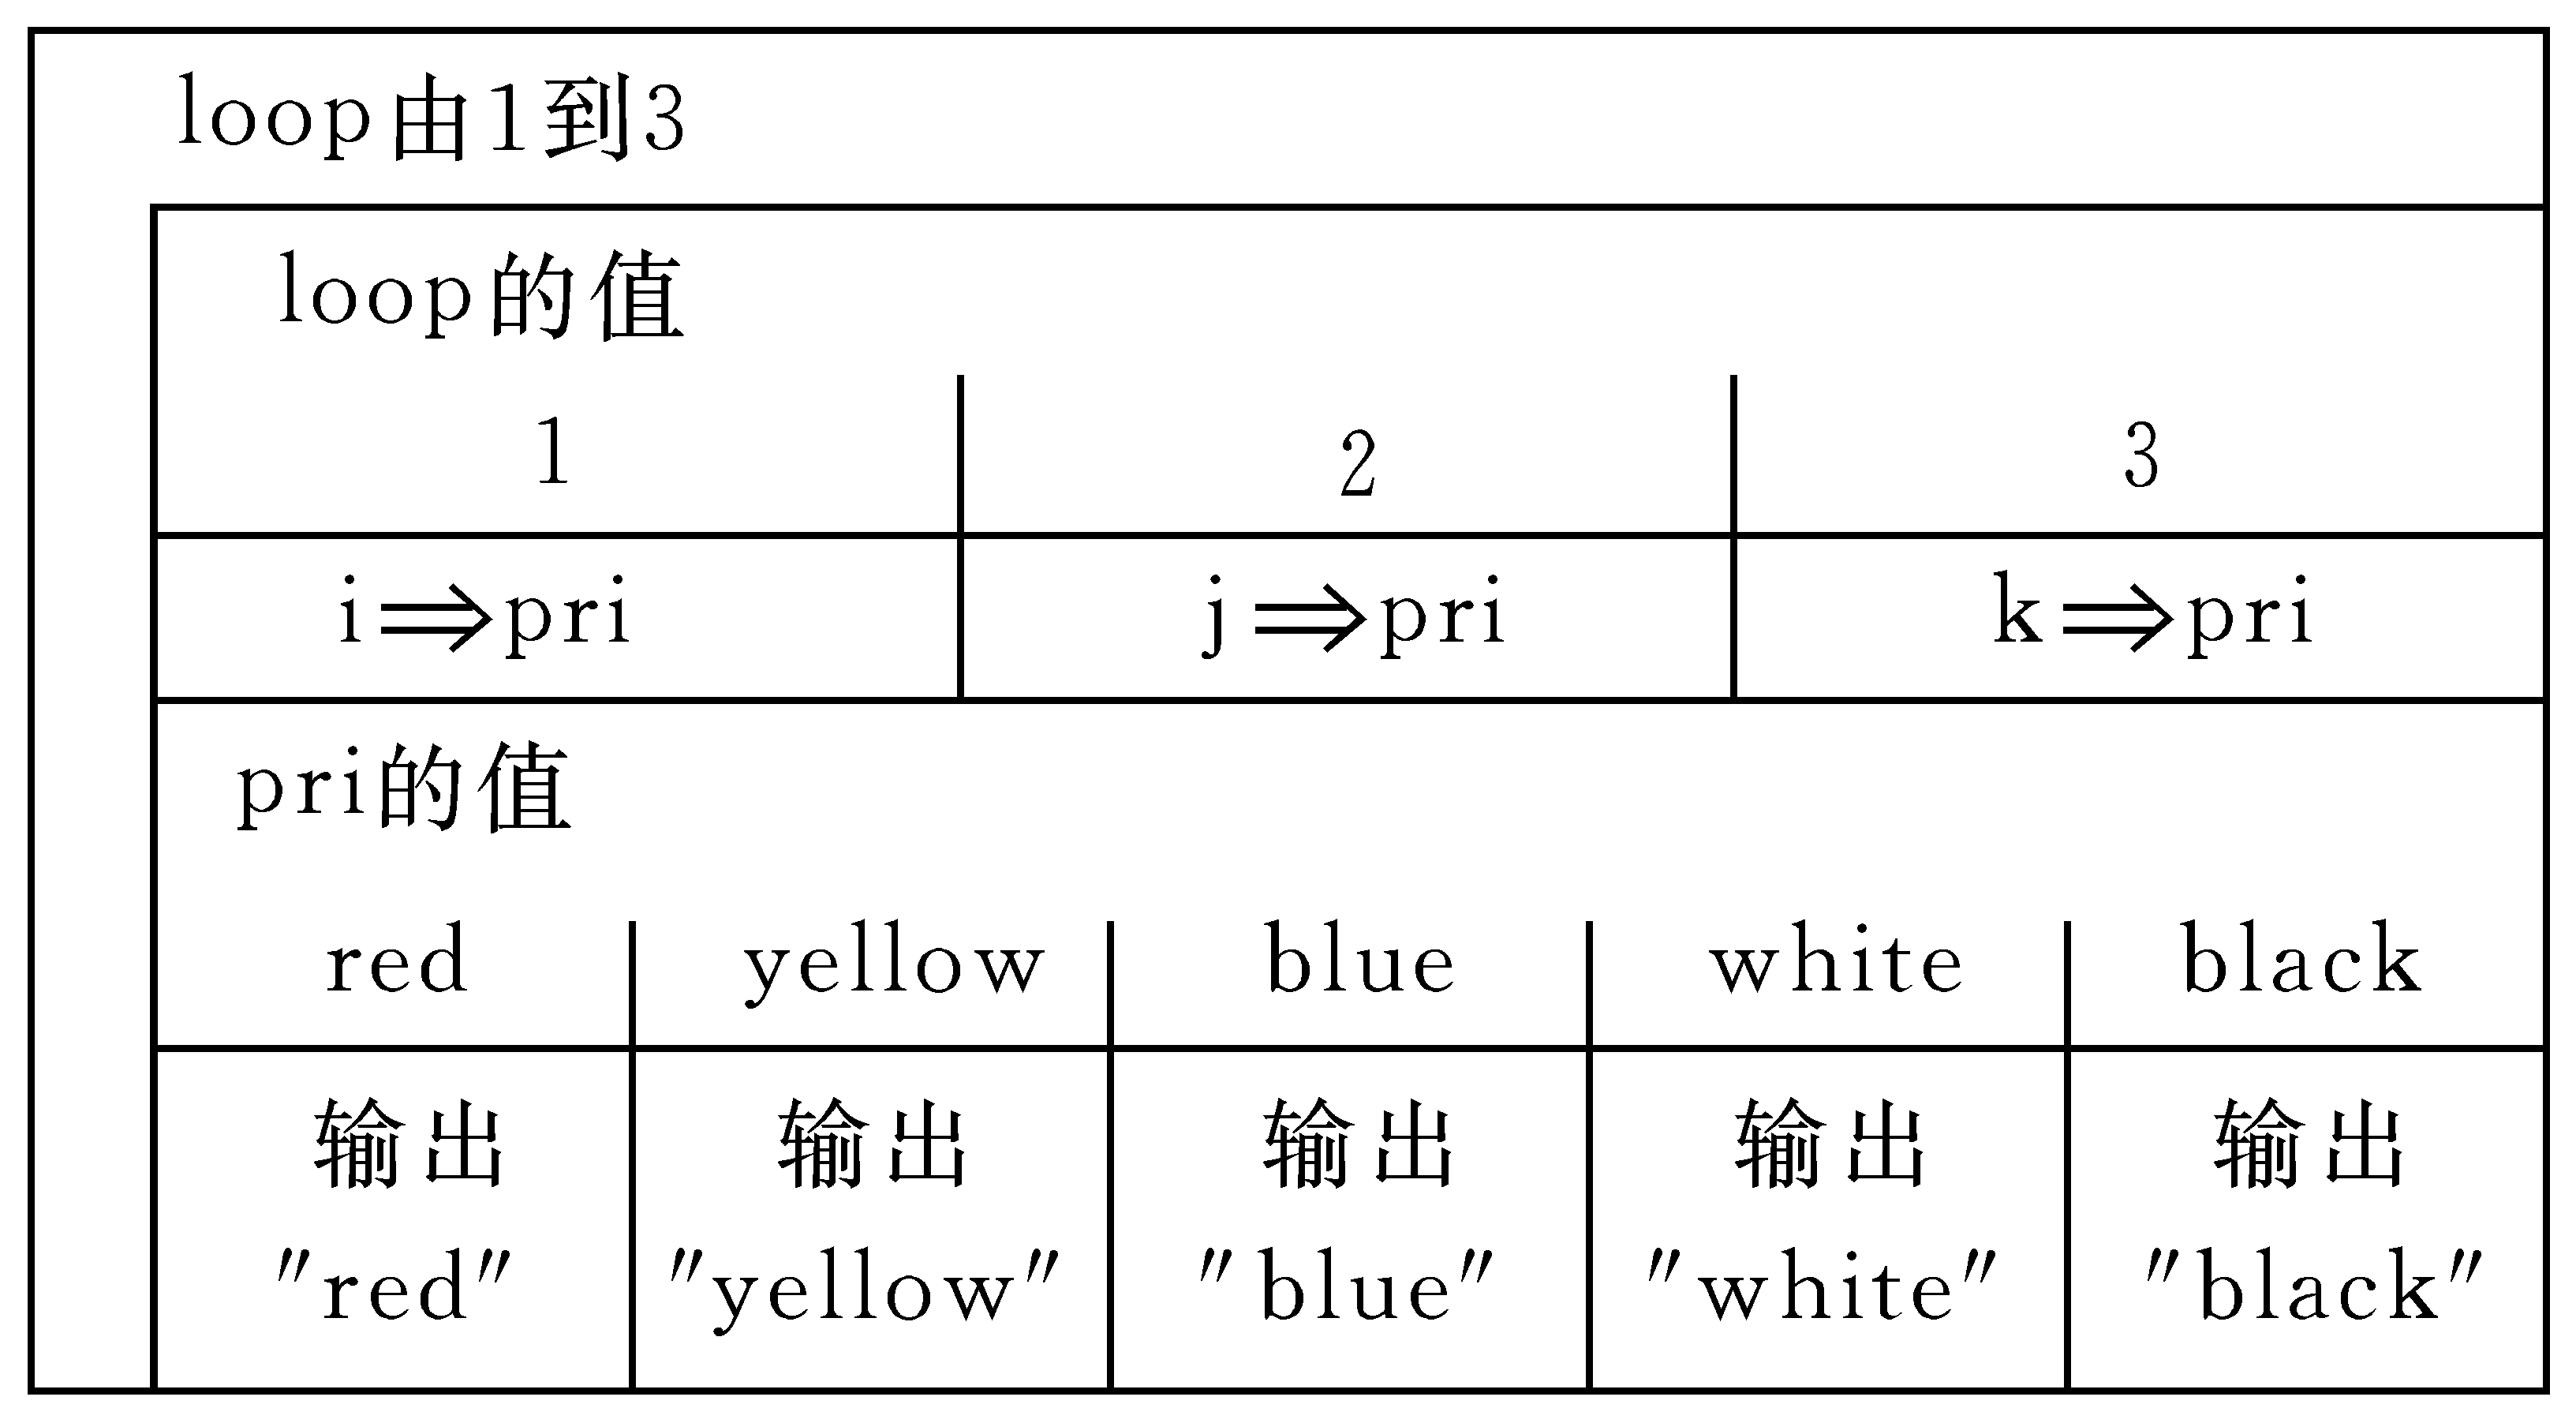 loop由1到3
loop的值
1 2 3
i⇒pri j⇒pri k⇒pri
pri的值
red yellow blue white black
输出 输出 输出 输出 输出
"red" "yellow" "blue" "white" "black"